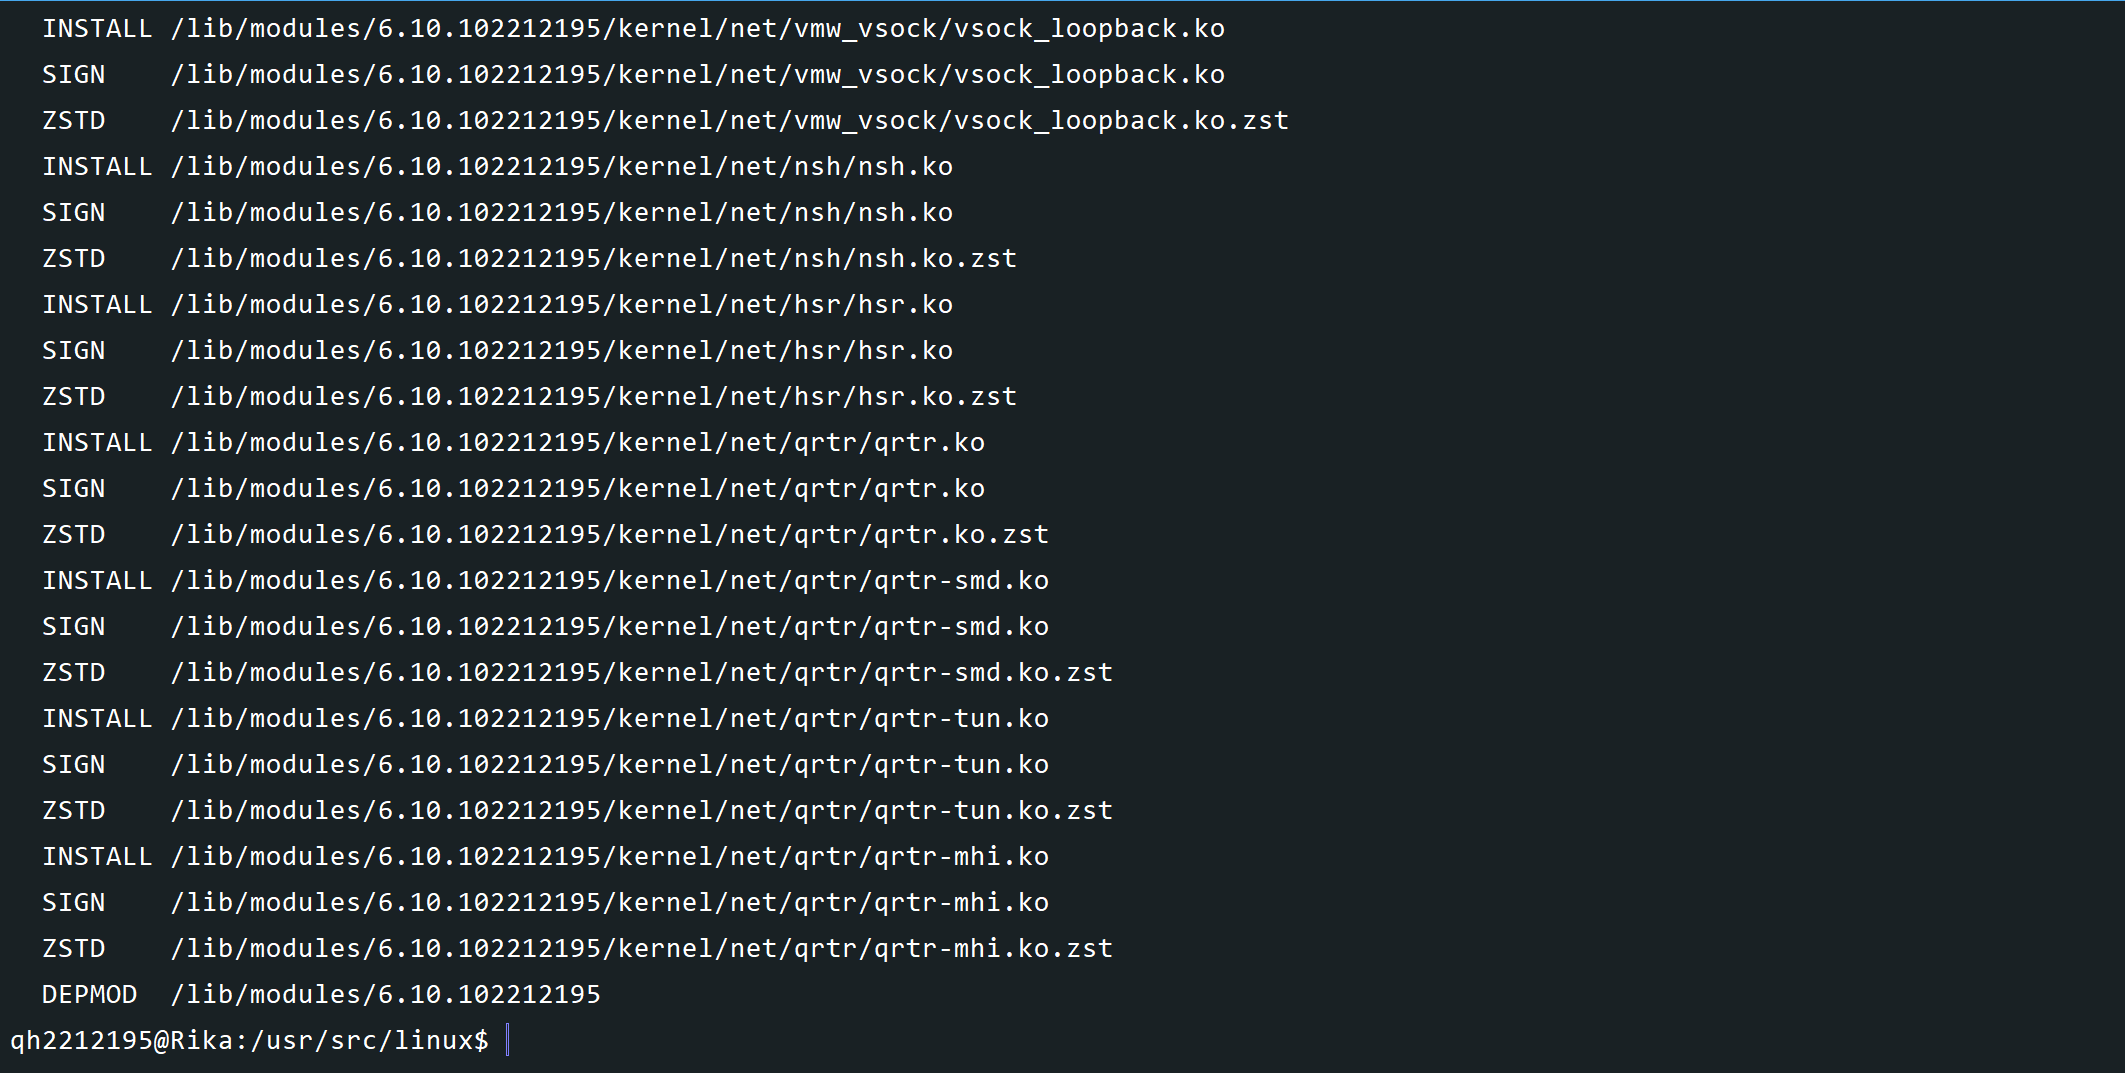 INSTALL /lib/modules/6.10.102212195/kernel/net/vmw_vsock/vsock_loopback.ko
SIGN    /lib/modules/6.10.102212195/kernel/net/vmw_vsock/vsock_loopback.ko
ZSTD    /lib/modules/6.10.102212195/kernel/net/vmw_vsock/vsock_loopback.ko.zst
INSTALL /lib/modules/6.10.102212195/kernel/net/nsh/nsh.ko
SIGN    /lib/modules/6.10.102212195/kernel/net/nsh/nsh.ko
ZSTD    /lib/modules/6.10.102212195/kernel/net/nsh/nsh.ko.zst
INSTALL /lib/modules/6.10.102212195/kernel/net/hsr/hsr.ko
SIGN    /lib/modules/6.10.102212195/kernel/net/hsr/hsr.ko
ZSTD    /lib/modules/6.10.102212195/kernel/net/hsr/hsr.ko.zst
INSTALL /lib/modules/6.10.102212195/kernel/net/qrtr/qrtr.ko
SIGN    /lib/modules/6.10.102212195/kernel/net/qrtr/qrtr.ko
ZSTD    /lib/modules/6.10.102212195/kernel/net/qrtr/qrtr.ko.zst
INSTALL /lib/modules/6.10.102212195/kernel/net/qrtr/qrtr-smd.ko
SIGN    /lib/modules/6.10.102212195/kernel/net/qrtr/qrtr-smd.ko
ZSTD    /lib/modules/6.10.102212195/kernel/net/qrtr/qrtr-smd.ko.zst
INSTALL /lib/modules/6.10.102212195/kernel/net/qrtr/qrtr-tun.ko
SIGN    /lib/modules/6.10.102212195/kernel/net/qrtr/qrtr-tun.ko
ZSTD    /lib/modules/6.10.102212195/kernel/net/qrtr/qrtr-tun.ko.zst
INSTALL /lib/modules/6.10.102212195/kernel/net/qrtr/qrtr-mhi.ko
SIGN    /lib/modules/6.10.102212195/kernel/net/qrtr/qrtr-mhi.ko
ZSTD    /lib/modules/6.10.102212195/kernel/net/qrtr/qrtr-mhi.ko.zst
DEPMOD  /lib/modules/6.10.102212195
qh2212195@Rika:/usr/src/linux$